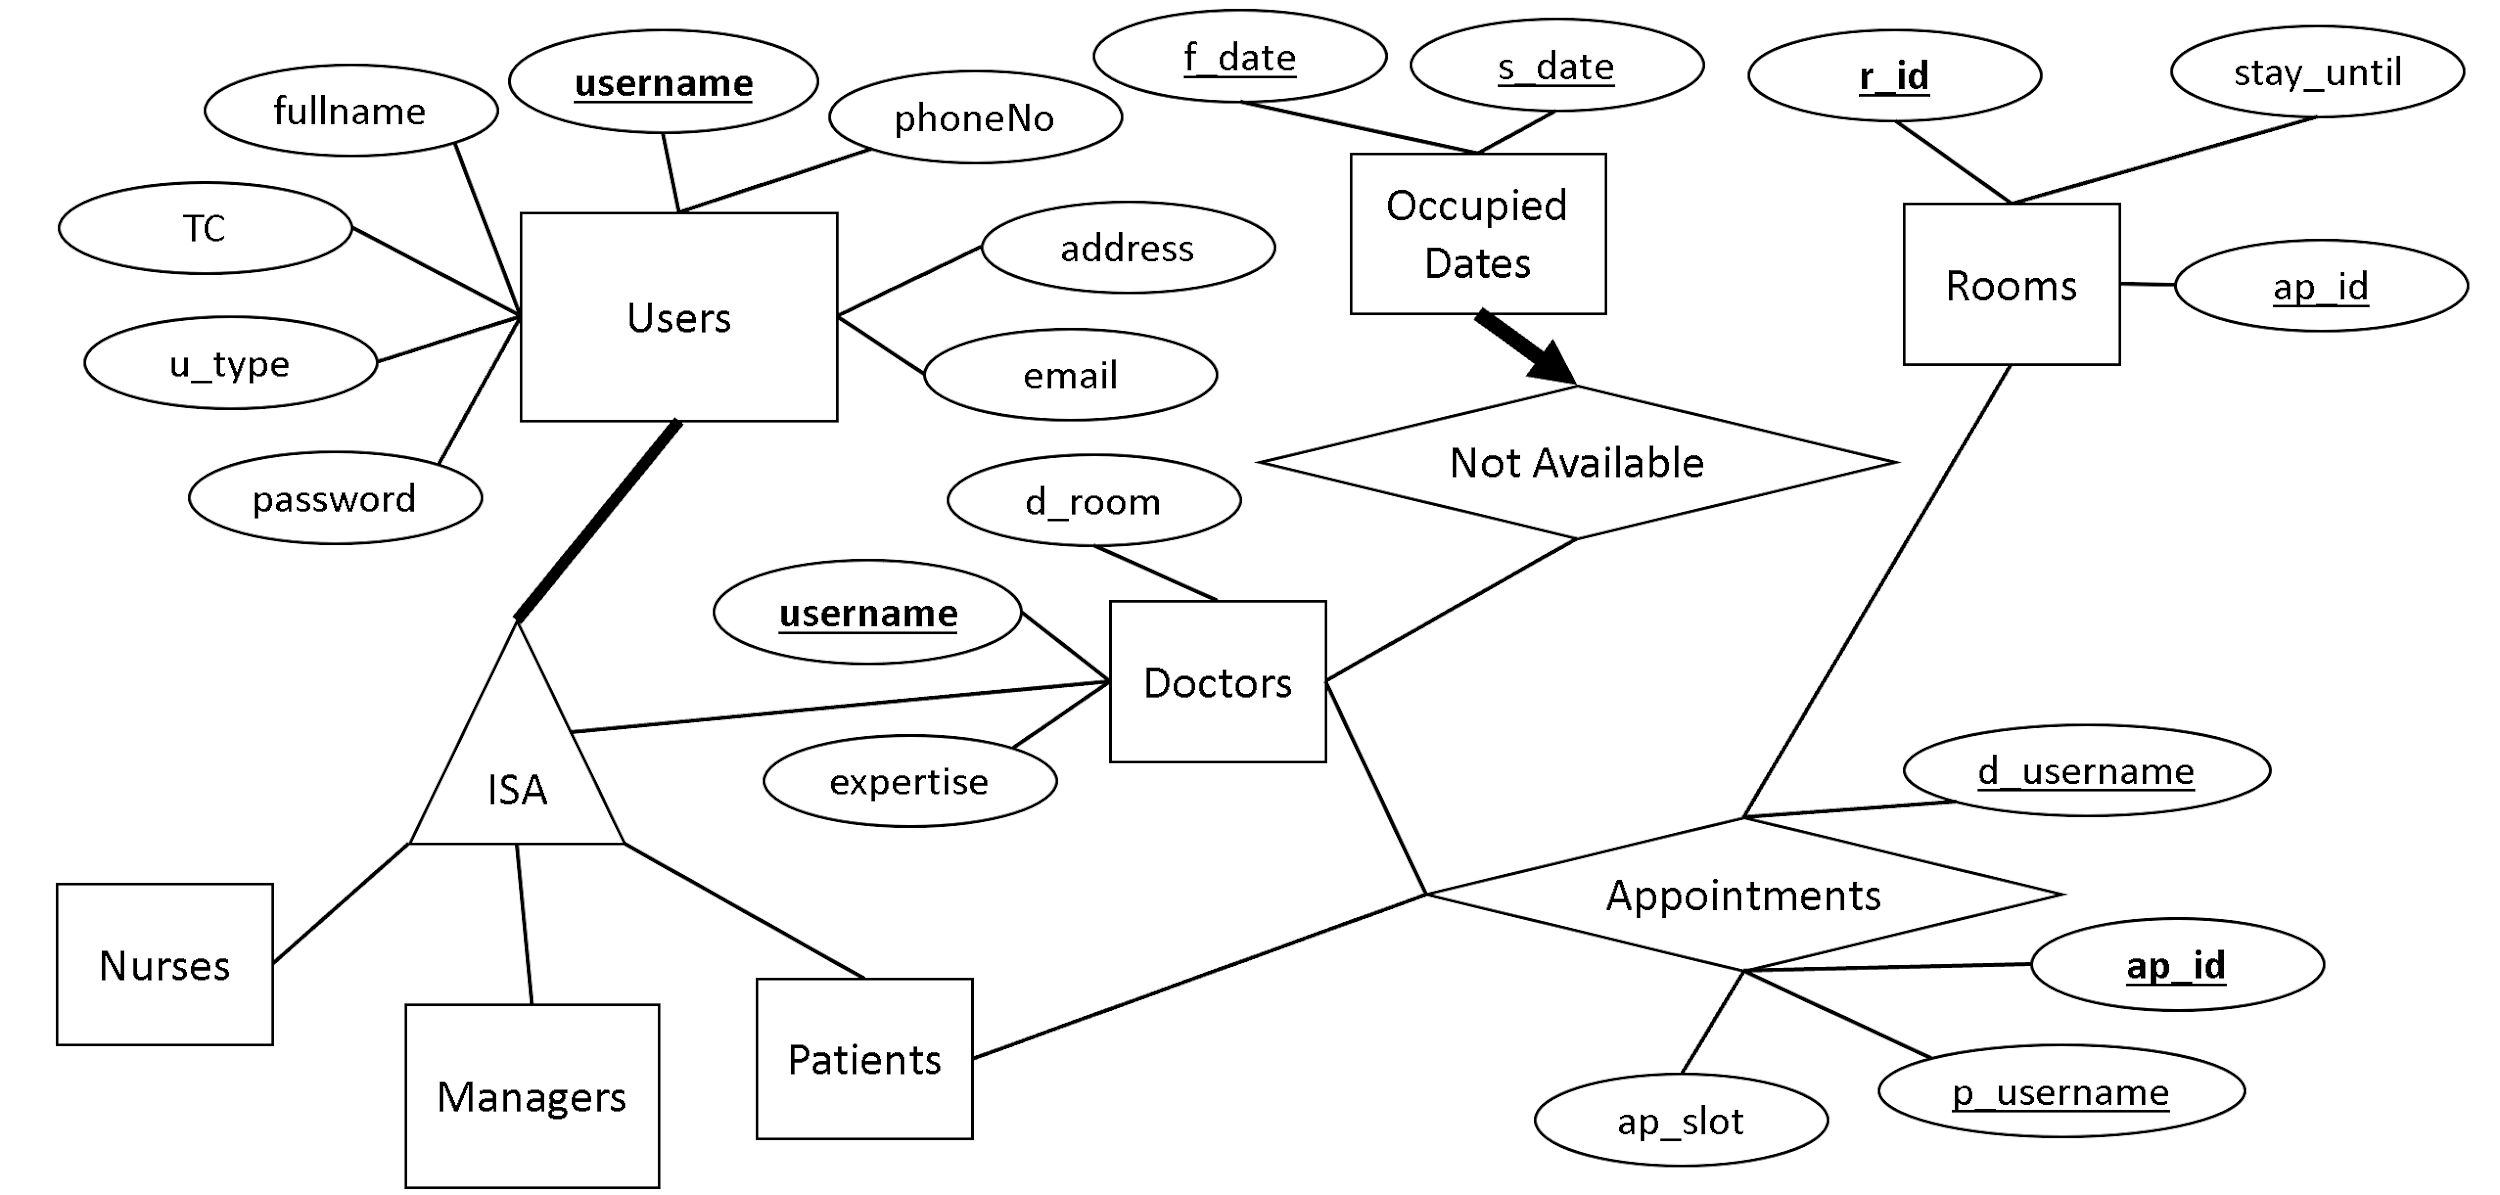 f_date
s_date
username
r_id
stay_until
fullname
phoneNo
Occupied
Dates
TC
address
Rooms
ap_id
Users
u_type
email
Not Available
password
d_room
username
Doctors
d_username
expertise
ISA
Appointments
Nurses
ap_id
Patients
Managers
p_username
ap_slot